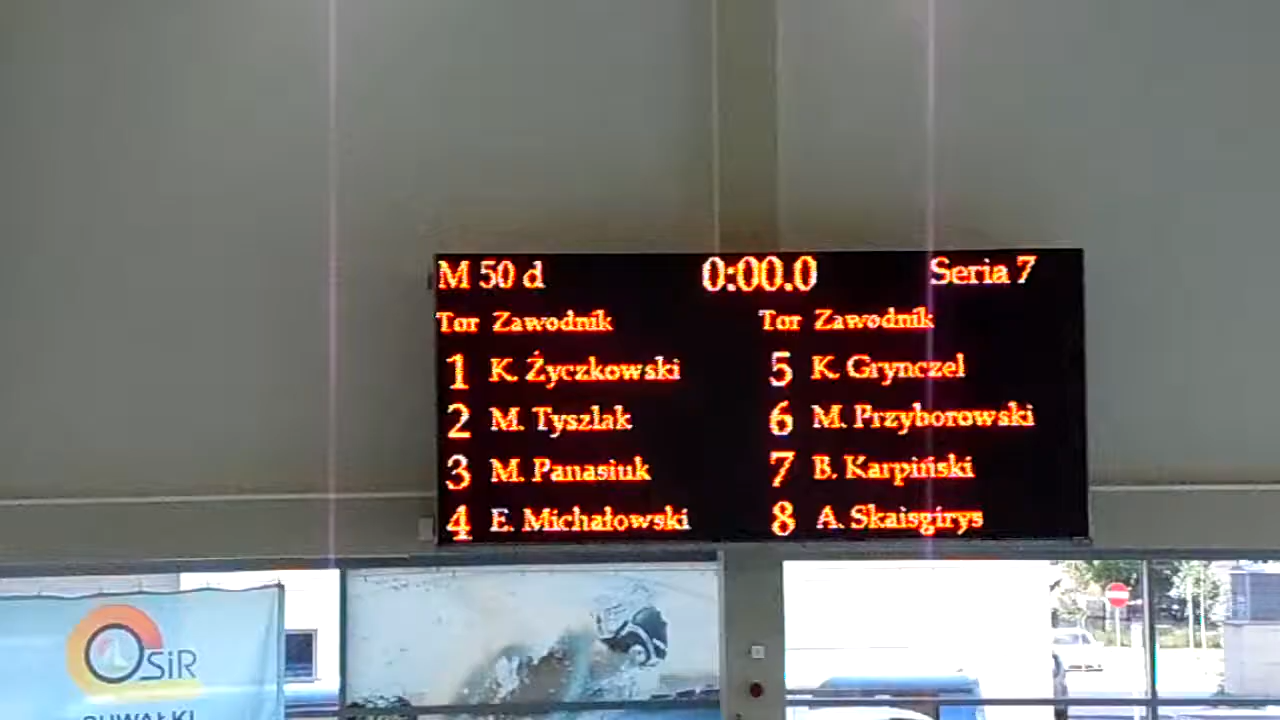 M 50 d 0:00.0 Seria 7
Tor Zawodnik Tor Zawodnik
1 K. Życzkowski 5 K. Grynczel
2 M. Tyszlak 6 M. Przyborowski
3 M. Panasiuk 7 B. Karpiński
4 E. Michałowski 8 A. Skaisgirys
OSiR
SUWAŁKI